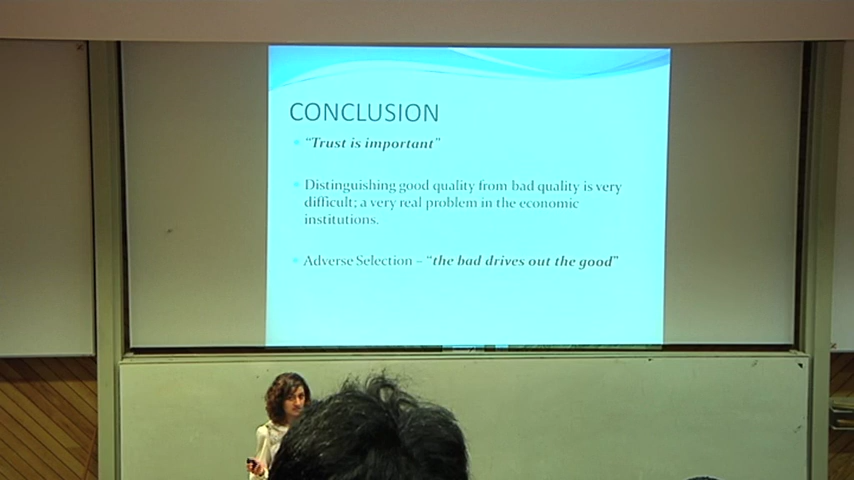 CONCLUSION
"Trust is important"
Distinguishing good quality from bad quality is very
difficult; a very real problem in the economic
institutions.
Adverse Selection – "the bad drives out the good"